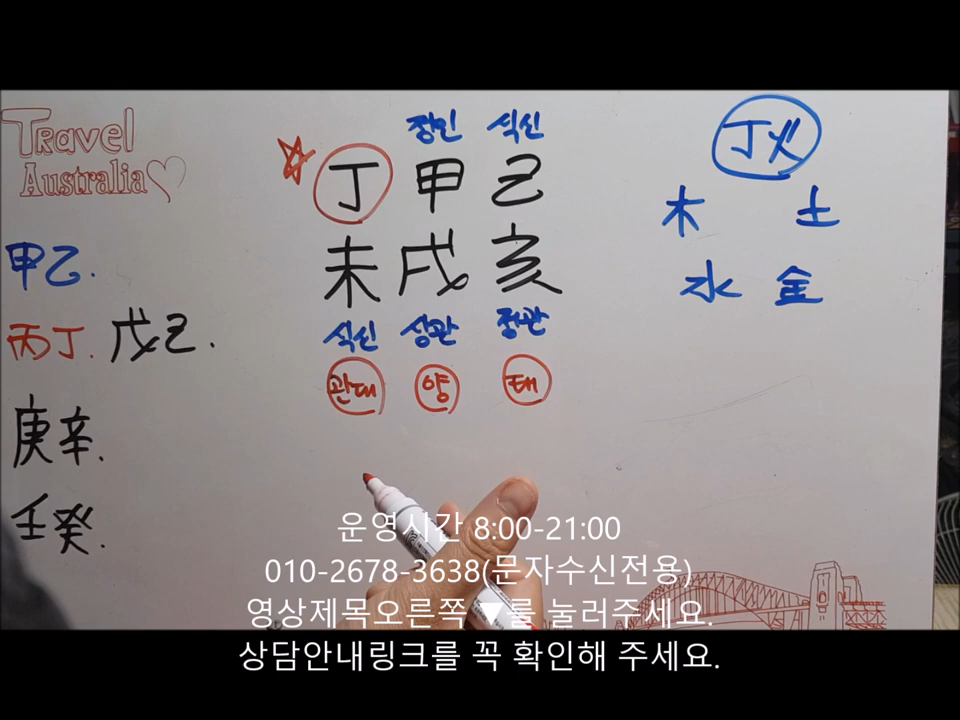 Travel
Australia
甲乙.
丙丁. 戊己.
庚辛.
壬癸.
정인 식신
丁 甲 己
未 戌 亥
식신 상관 정관
관대 양 태
丁火
木 土
水 金
운영시간 8:00-21:00
010-2678-3638(문자수신전용)
영상제목오른쪽 ▼를 눌러주세요.
상담안내링크를 꼭 확인해 주세요.